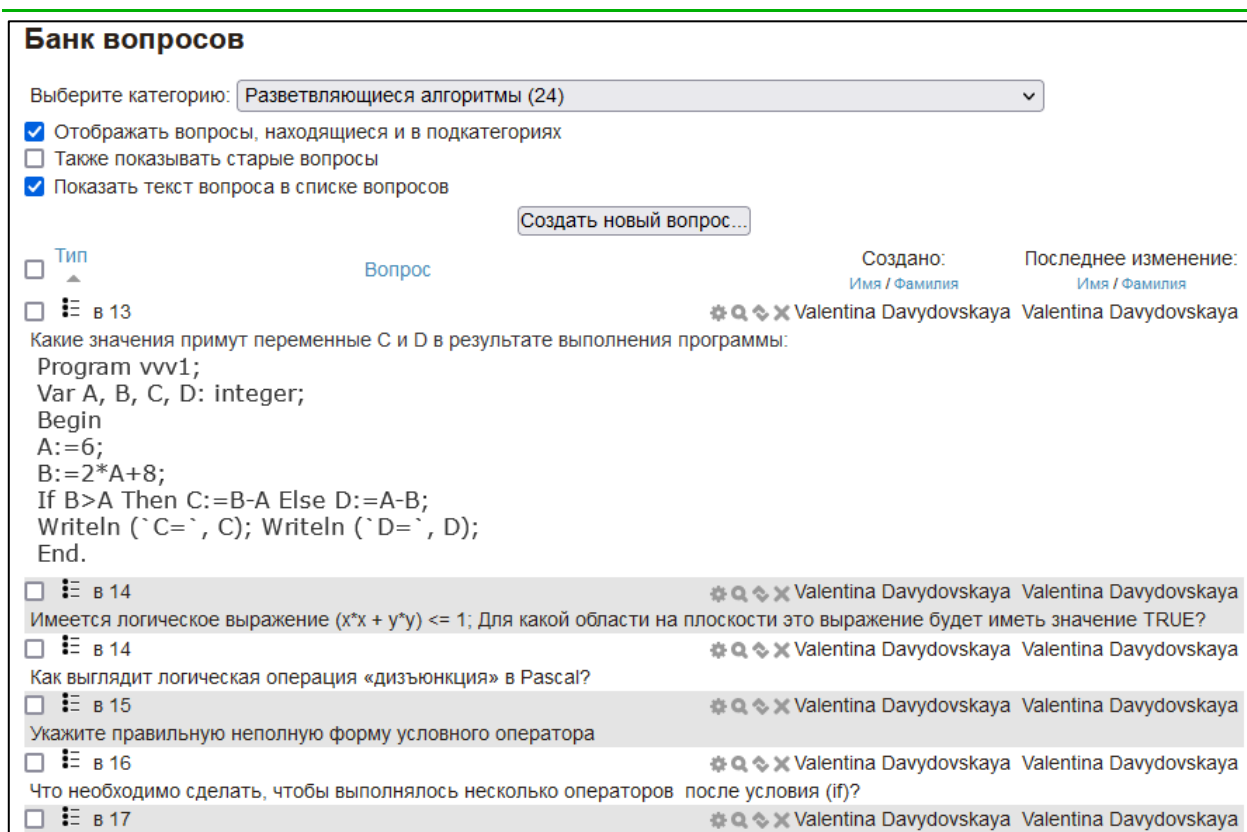 Банк вопросов
Выберите категорию: Разветвляющиеся алгоритмы (24)
Отображать вопросы, находящиеся и в подкатегориях
Также показывать старые вопросы
Показать текст вопроса в списке вопросов
Создать новый вопрос...
Тип Вопрос Создано: Последнее изменение:
Имя / Фамилия Имя / Фамилия
в 13 Valentina Davydovskaya Valentina Davydovskaya
Какие значения примут переменные C и D в результате выполнения программы:
Program vvv1;
Var A, B, C, D: integer;
Begin
A:=6;
B:=2*A+8;
If B>A Then C:=B-A Else D:=A-B;
Writeln (`C=`, C); Writeln (`D=`, D);
End.
в 14 Valentina Davydovskaya Valentina Davydovskaya
Имеется логическое выражение (x*x + y*y) <= 1; Для какой области на плоскости это выражение будет иметь значение TRUE?
в 14 Valentina Davydovskaya Valentina Davydovskaya
Как выглядит логическая операция «дизъюнкция» в Pascal?
в 15 Valentina Davydovskaya Valentina Davydovskaya
Укажите правильную неполную форму условного оператора
в 16 Valentina Davydovskaya Valentina Davydovskaya
Что необходимо сделать, чтобы выполнялось несколько операторов после условия (if)?
в 17 Valentina Davydovskaya Valentina Davydovskaya